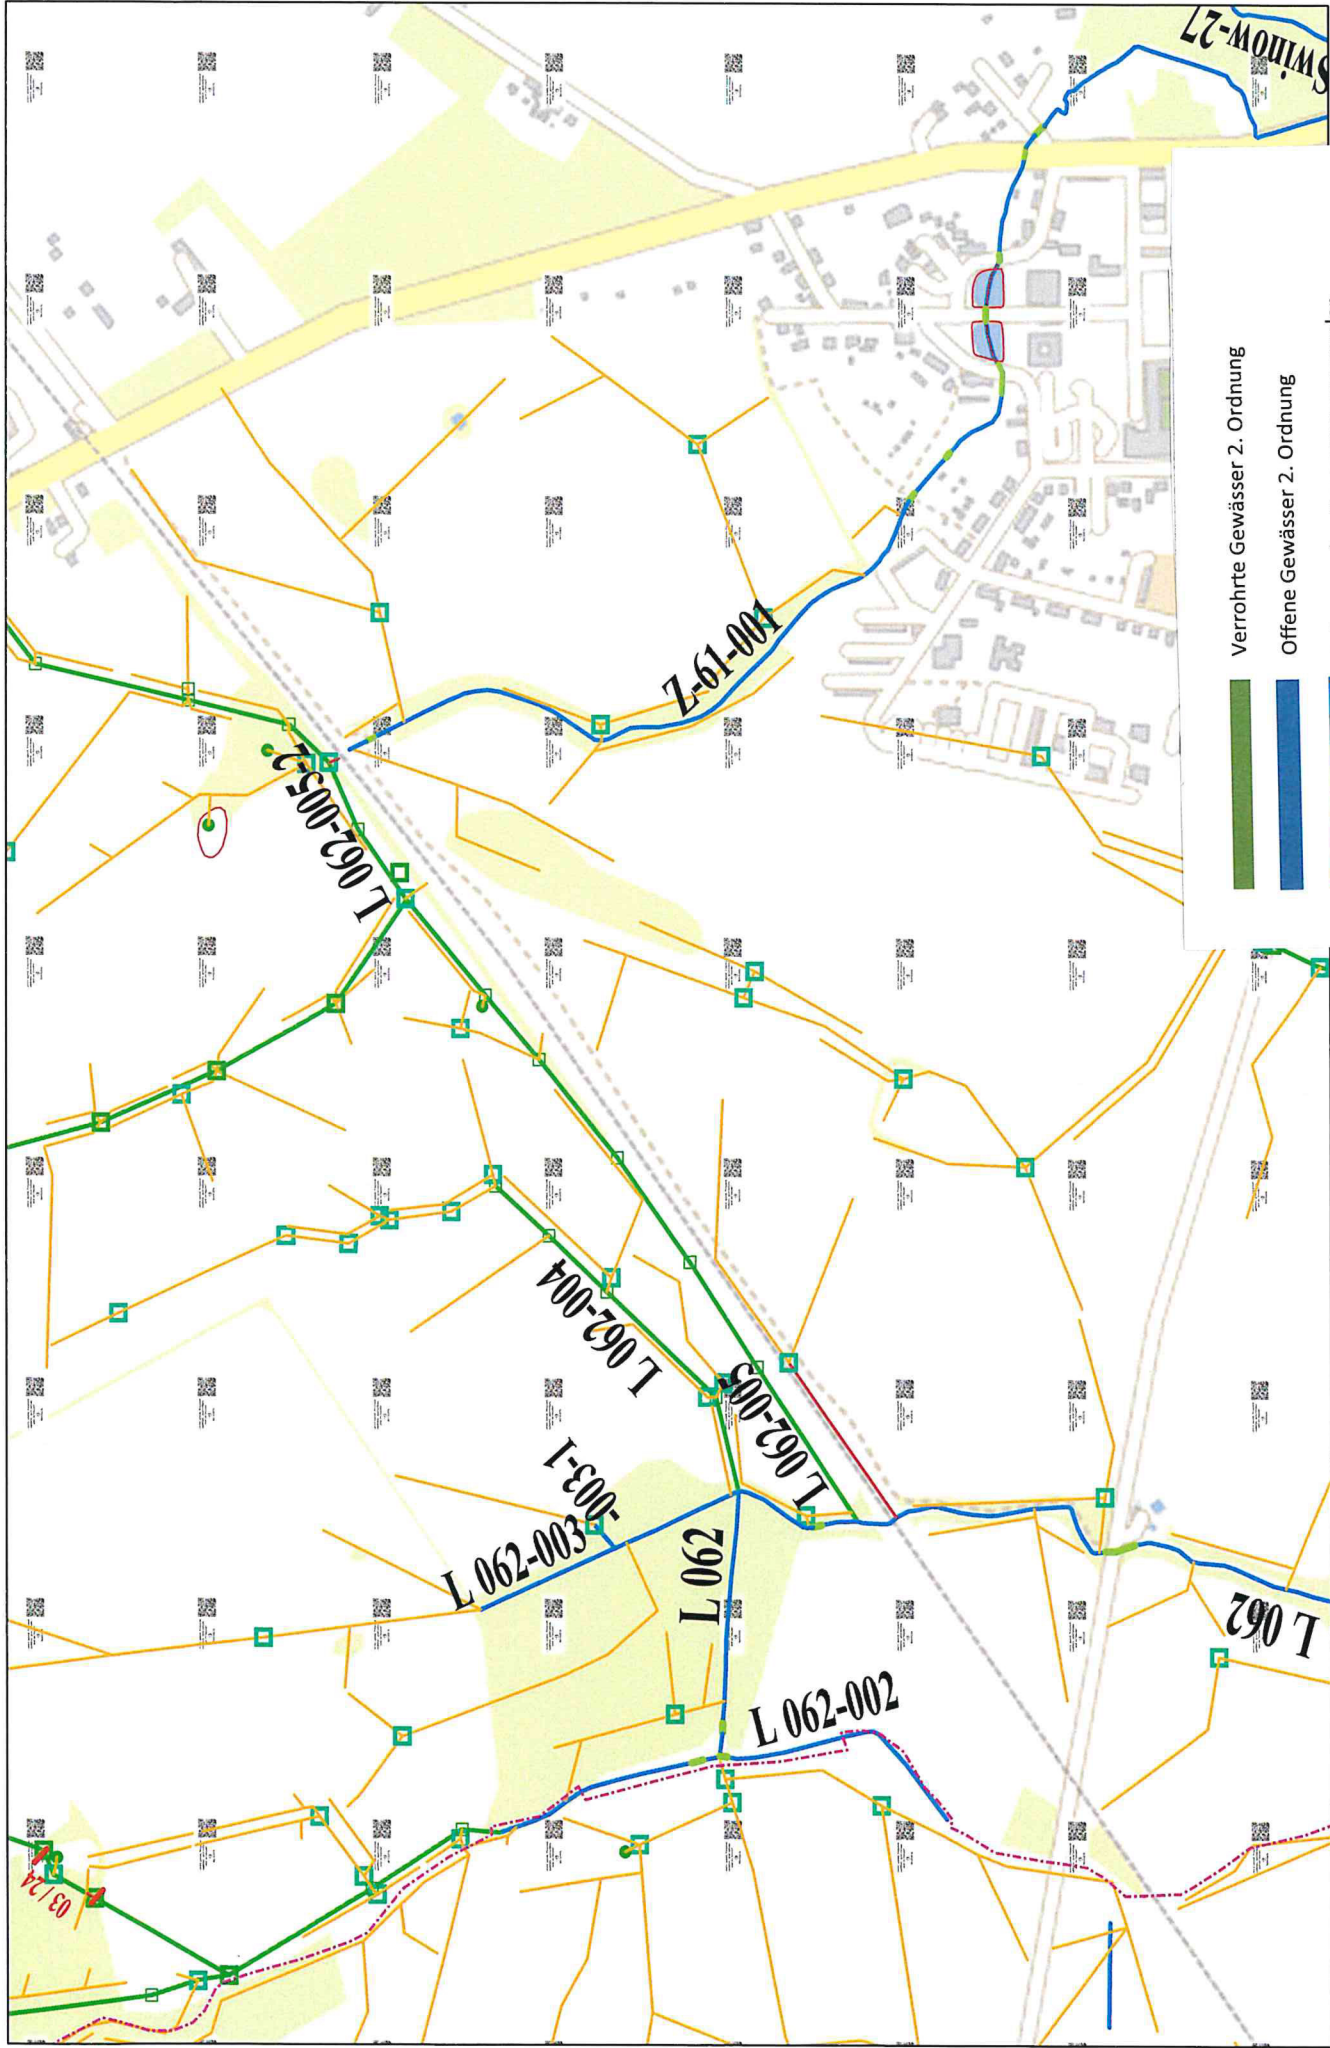 Swinow-27
Z-61-001
L 062-005-2
L 062-004
L 062-005
-003-1
L 062-003
L 062
L 062-002
L 062
03/24
Verrohrte Gewässer 2. Ordnung
Offene Gewässer 2. Ordnung